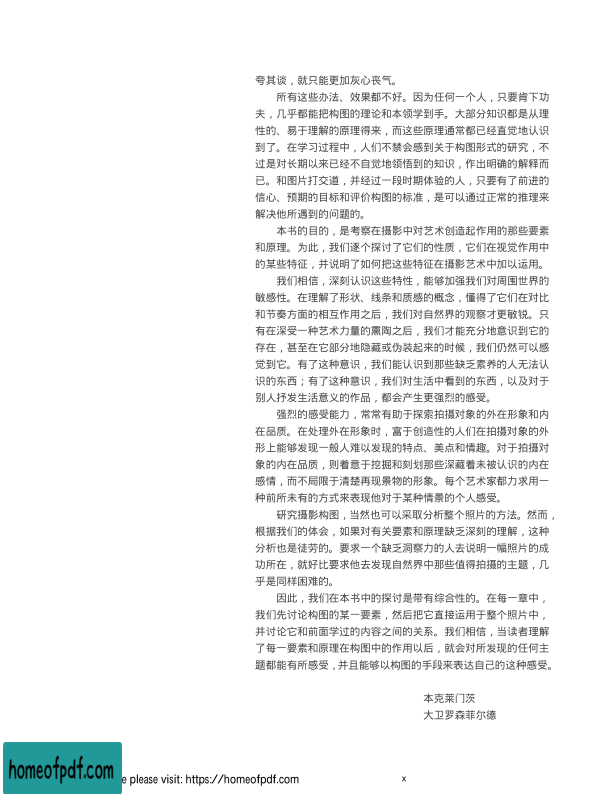 夸其谈，就只能更加灰心丧气。
所有这些办法、效果都不好。因为任何一个人，只要肯下功
夫，几乎都能把构图的理论和本领学到手。大部分知识都是从理
性的、易于理解的原理得来，而这些原理通常都已经直觉地认识
到了。在学习过程中，人们不禁会感到关于构图形式的研究，不
过是对长期以来已经不自觉地领悟到的知识，作出明确的解释而
已。和图片打交道，并经过一段时期体验的人，只要有了前进的
信心、预期的目标和评价构图的标准，是可以通过正常的推理来
解决他所遇到的问题的。
本书的目的，是考察在摄影中对艺术创造起作用的那些要素
和原理。为此，我们逐个探讨了它们的性质，它们在视觉作用中
的某些特征，并说明了如何把这些特征在摄影艺术中加以运用。
我们相信，深刻认识这些特性，能够加强我们对周围世界的
敏感性。在理解了形状、线条和质感的概念，懂得了它们在对比
和节奏方面的相互作用之后，我们对自然界的观察才更敏锐。只
有在深受一种艺术力量的熏陶之后，我们才能充分地意识到它的
存在，甚至在它部分地隐藏或伪装起来的时候，我们仍然可以感
觉到它。有了这种意识，我们能认识到那些缺乏素养的人无法认
识的东西；有了这种意识，我们对生活中看到的东西，以及对于
别人抒发生活意义的作品，都会产生更强烈的感受。
强烈的感受能力，常常有助于探索拍摄对象的外在形象和内
在品质。在处理外在形象时，富于创造性的人们在拍摄对象的外
形上能够发现一般人难以发现的特点、美点和情趣。对于拍摄对
象的内在品质，则着意于挖掘和刻划那些深藏着未被认识的内在
感情，而不局限于清楚再现景物的形象。每个艺术家都力求用一
种前所未有的方式来表现他对于某种情景的个人感受。
研究摄影构图，当然也可以采取分析整个照片的方法。然而，
根据我们的体会，如果对有关要素和原理缺乏深刻的理解，这种
分析也是徒劳的。要求一个缺乏洞察力的人去说明一幅照片的成
功所在，就好比要求他去发现自然界中那些值得拍摄的主题，几
乎是同样困难的。
因此，我们在本书中的探讨是带有综合性的。在每一章中，
我们先讨论构图的某一要素，然后把它直接运用于整个照片中，
并讨论它和前面学过的内容之间的关系。我们相信，当读者理解
了每一要素和原理在构图中的作用以后，就会对所发现的任何主
题都能有所感受，并且能够以构图的手段来表达自己的这种感受。
本克莱门茨
大卫罗森菲尔德
homeofpdf.com
e please visit: https://homeofpdf.com
x